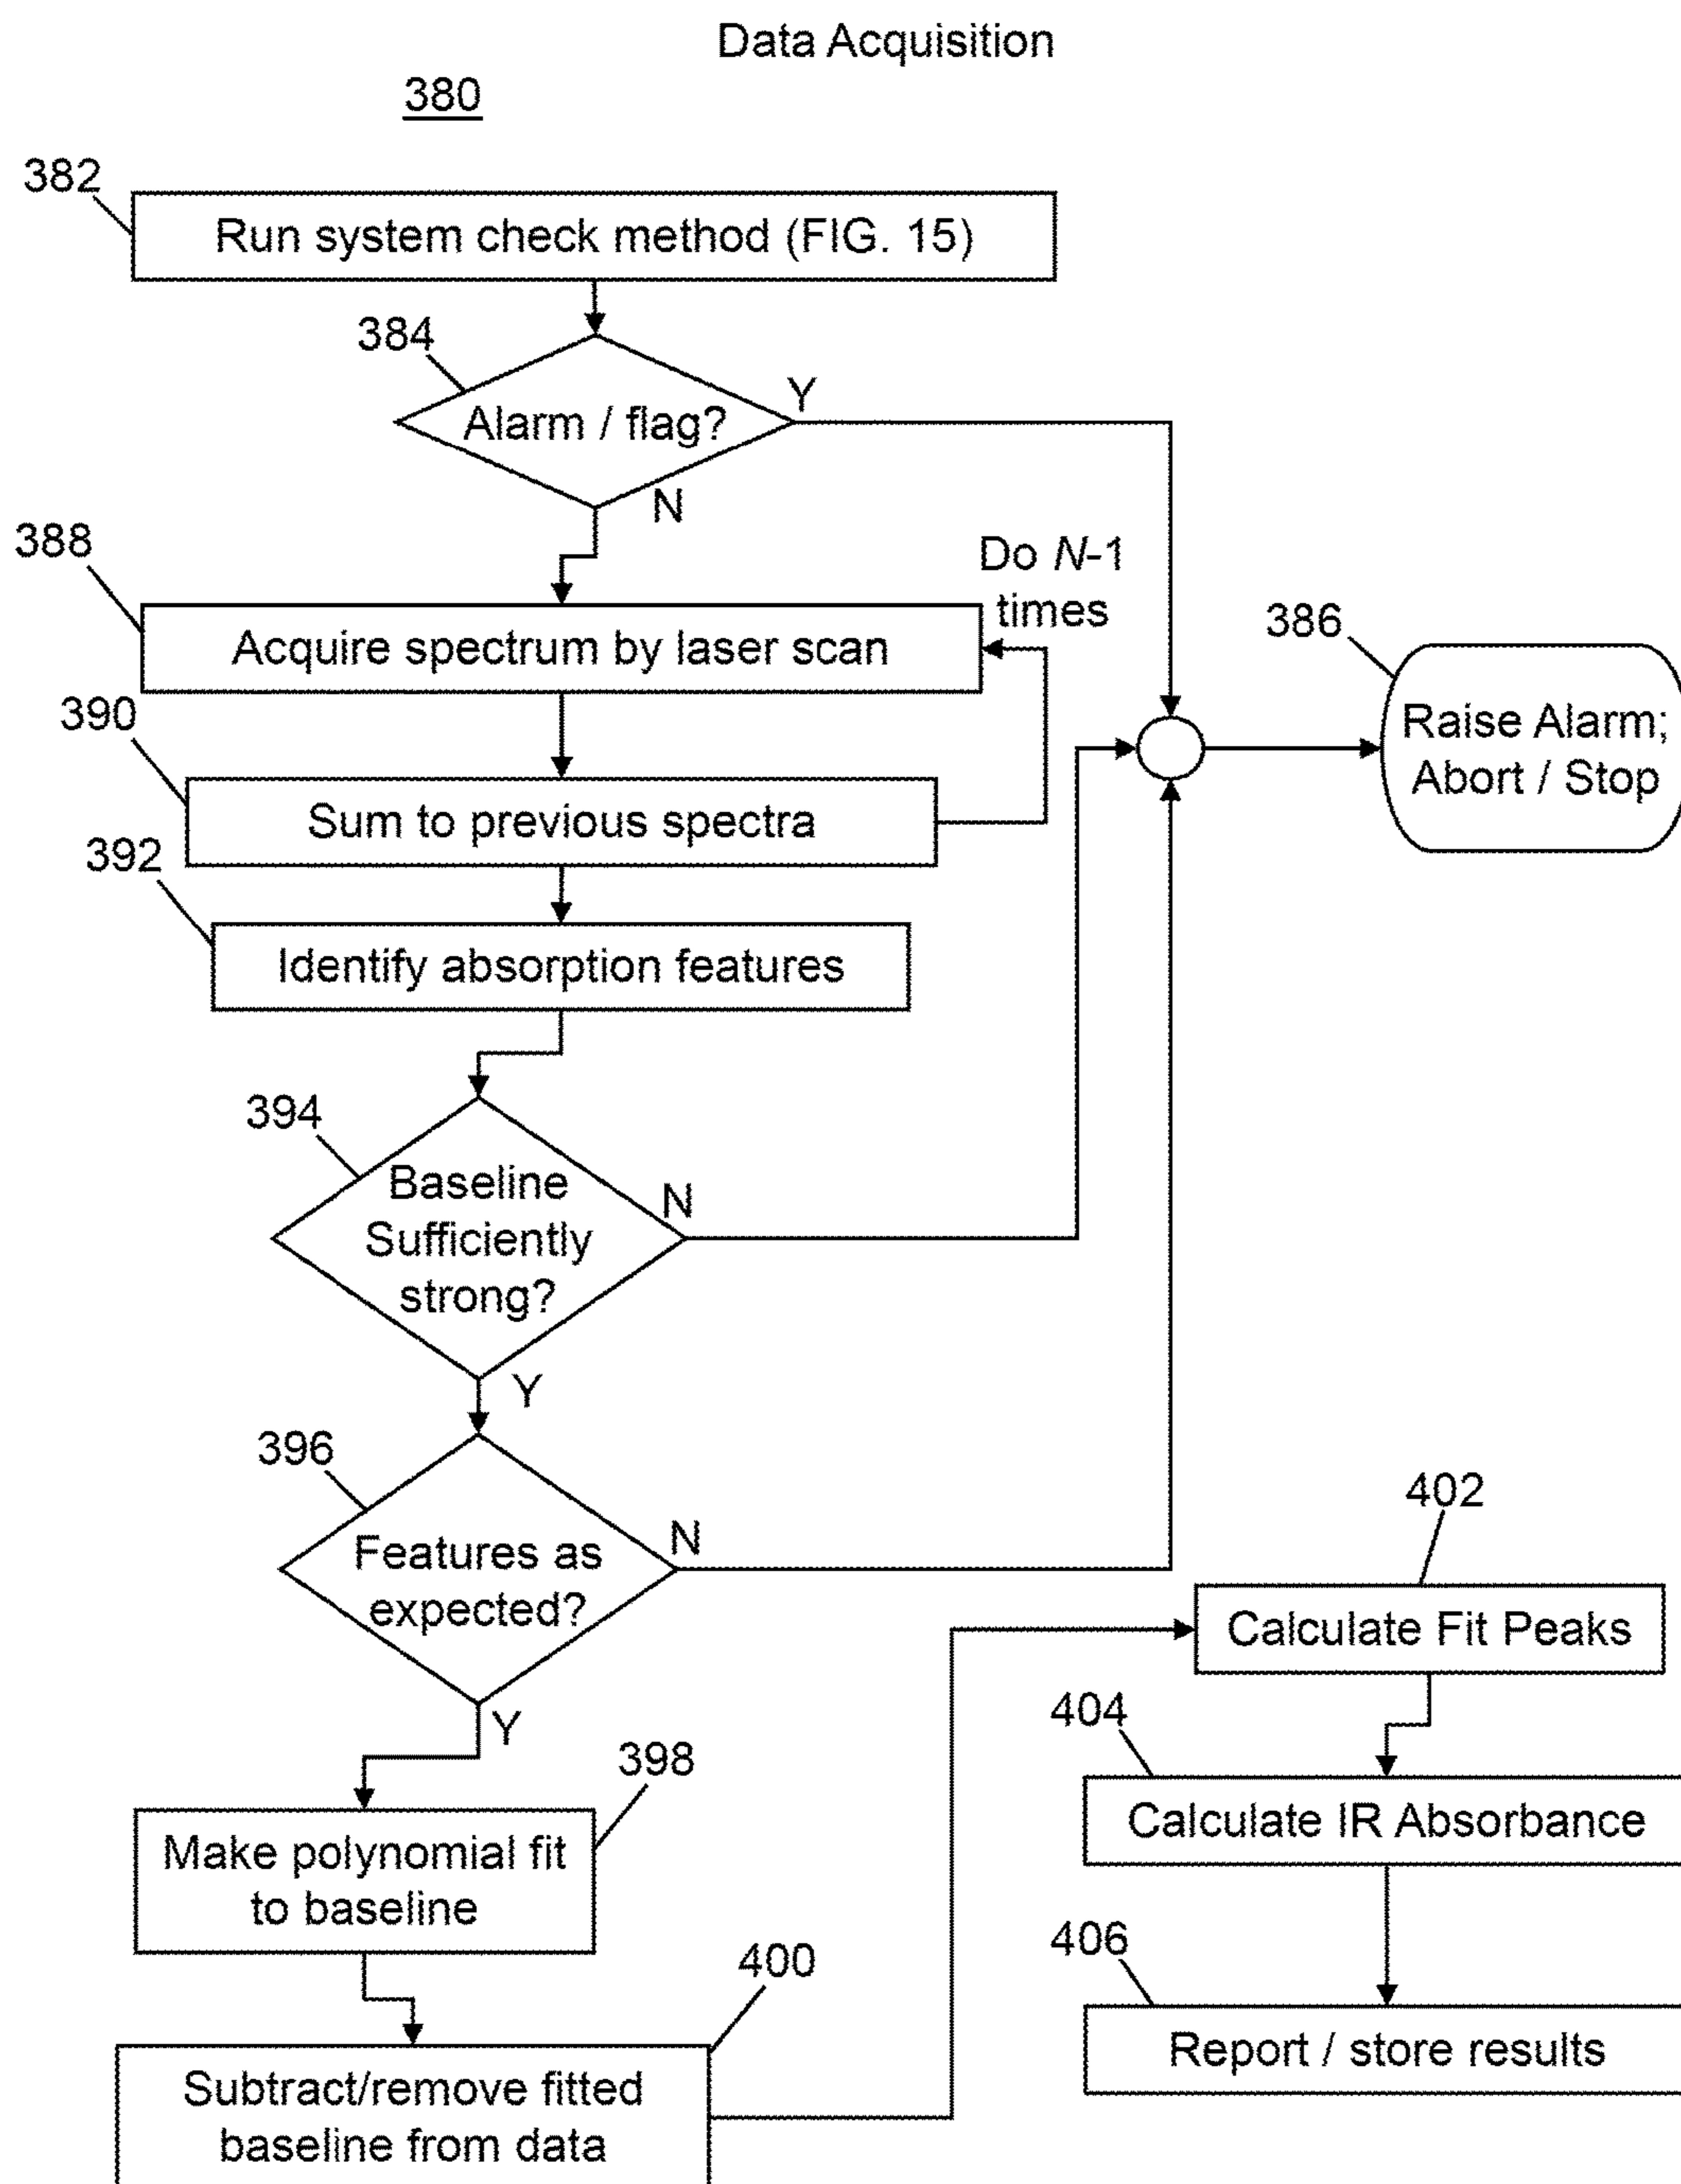 Data Acquisition
380
382
Run system check method (FIG. 15)
384
Alarm / flag?
Y
N
388
Acquire spectrum by laser scan
Do N-1
times
386
Raise Alarm;
Abort / Stop
390
Sum to previous spectra
392
Identify absorption features
394
Baseline
Sufficiently
strong?
N
Y
396
Features as
expected?
N
Y
398
Make polynomial fit
to baseline
400
Subtract/remove fitted
baseline from data
402
Calculate Fit Peaks
404
Calculate IR Absorbance
406
Report / store results